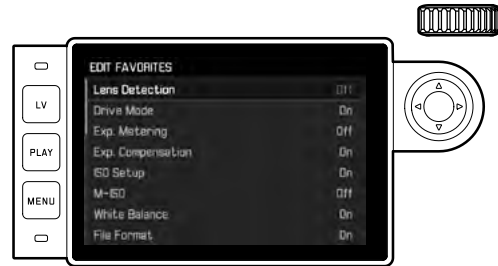 EDIT FAVORITES
Lens Detection Off
Drive Mode On
Exp. Metering Off
Exp. Compensation On
ISO Setup On
M-ISO Off
White Balance On
File Format On
LV
PLAY
MENU